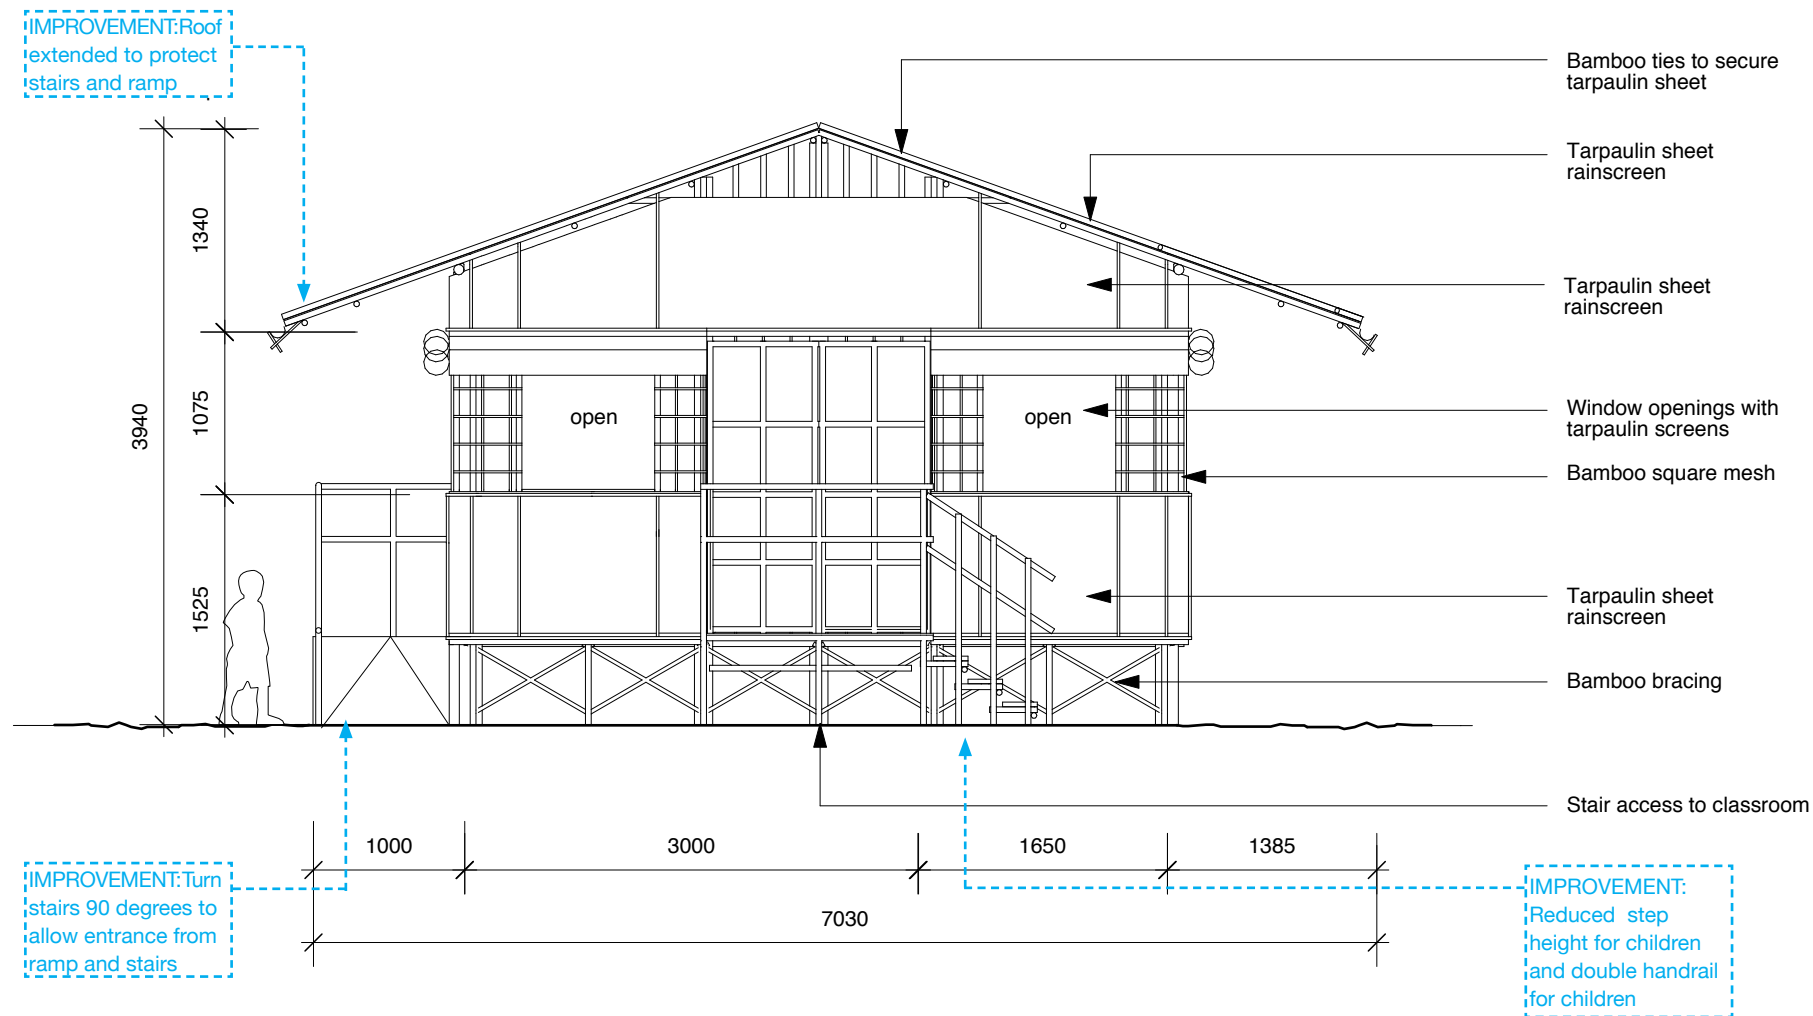 IMPROVEMENT:Roof
extended to protect
stairs and ramp
Bamboo ties to secure
tarpaulin sheet
Tarpaulin sheet
rainscreen
Tarpaulin sheet
rainscreen
Window openings with
tarpaulin screens
Bamboo square mesh
Tarpaulin sheet
rainscreen
Bamboo bracing
Stair access to classroom
open
open
3940
1340
1075
1525
1000
3000
1650
1385
7030
IMPROVEMENT:Turn
stairs 90 degrees to
allow entrance from
ramp and stairs
IMPROVEMENT:
Reduced step
height for children
and double handrail
for children